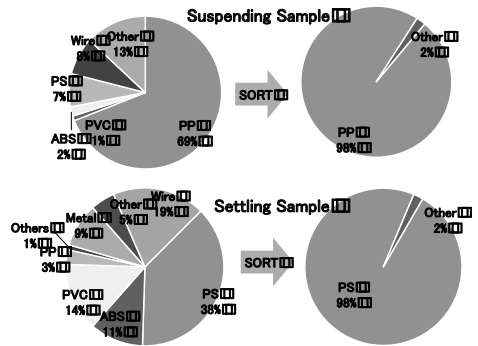 Suspending Sample
Other
13%
Wire
8%
PS
7%
ABS
2%
PVC
1%
PP
69%
SORT
Other
2%
PP
98%
Settling Sample
Wire
19%
Other
5%
Metal
9%
Others
1%
PP
3%
PVC
14%
ABS
11%
PS
38%
SORT
Other
2%
PS
98%